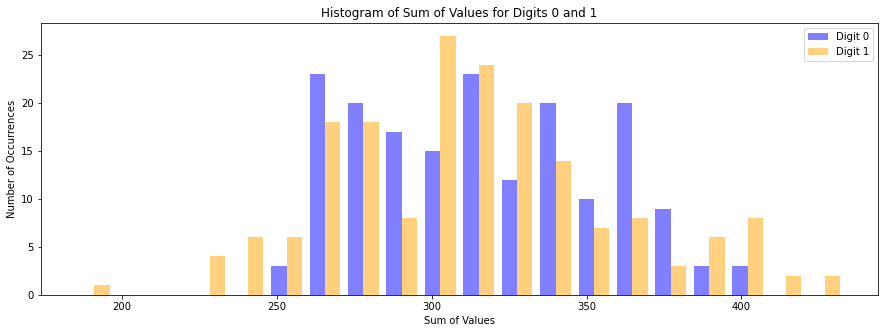 Histogram of Sum of Values for Digits 0 and 1
Digit 0
Digit 1
Number of Occurrences
25
20
15
10
5
0
200 250 300 350 400
Sum of Values